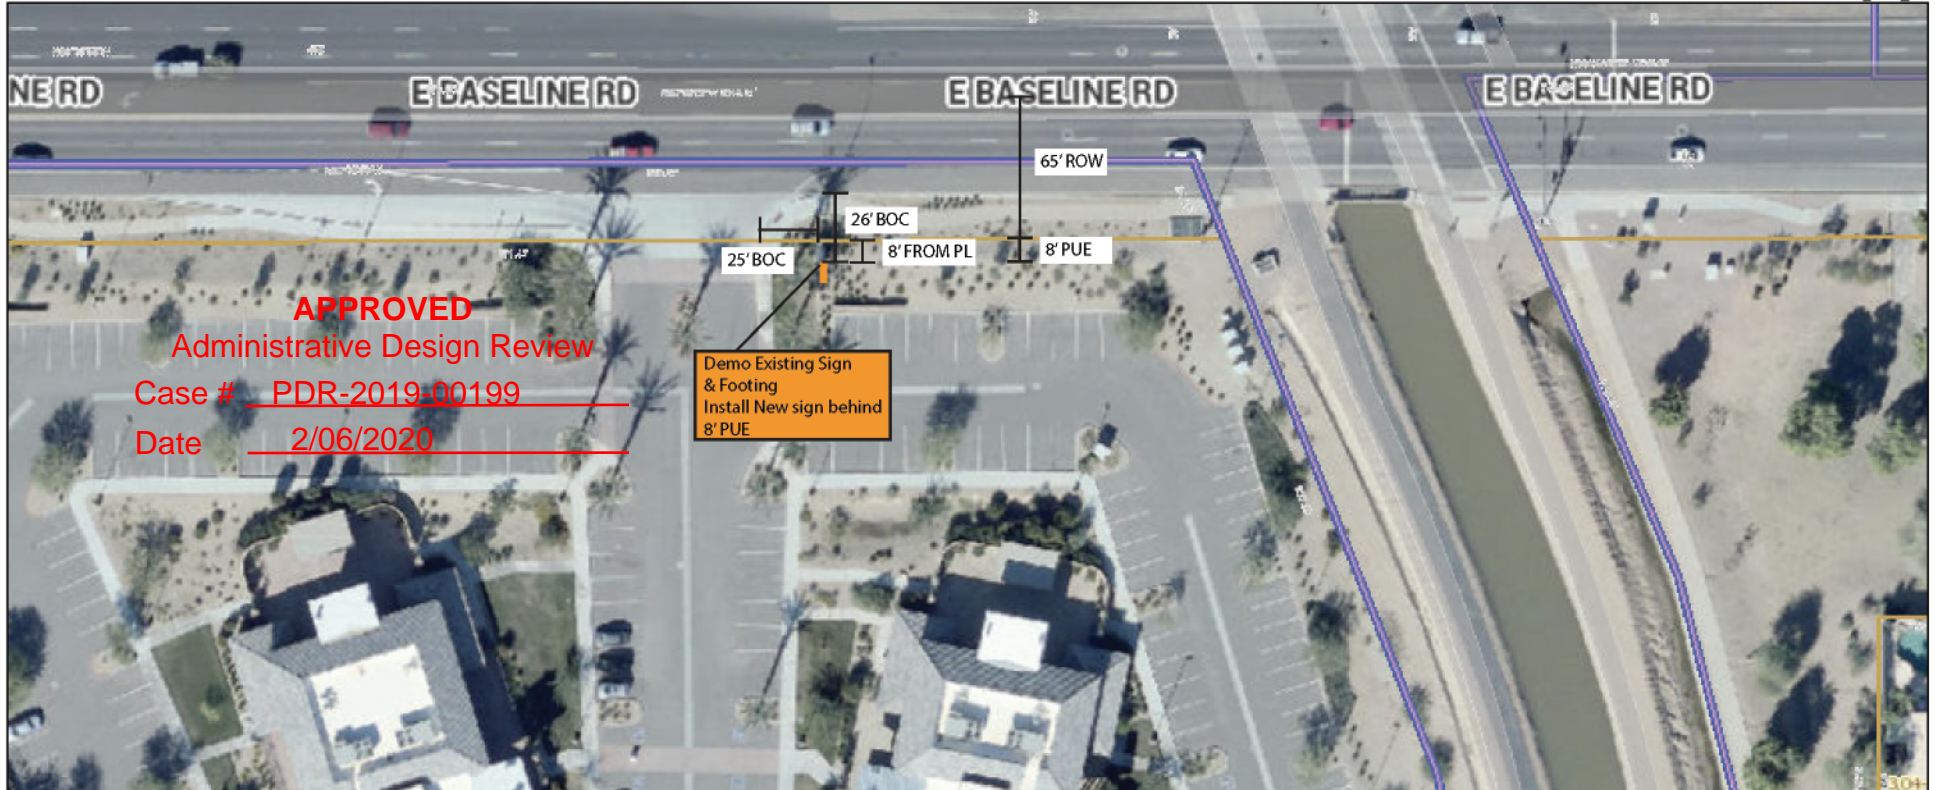 NE RD
E BASELINE RD
E BASELINE RD
E BASELINE RD
65' ROW
26' BOC
25' BOC
8' FROM PL
8' PUE
APPROVED
Administrative Design Review
Case # PDR-2019-00199
Date 2/06/2020
Demo Existing Sign
& Footing
Install New sign behind
8' PUE
301-